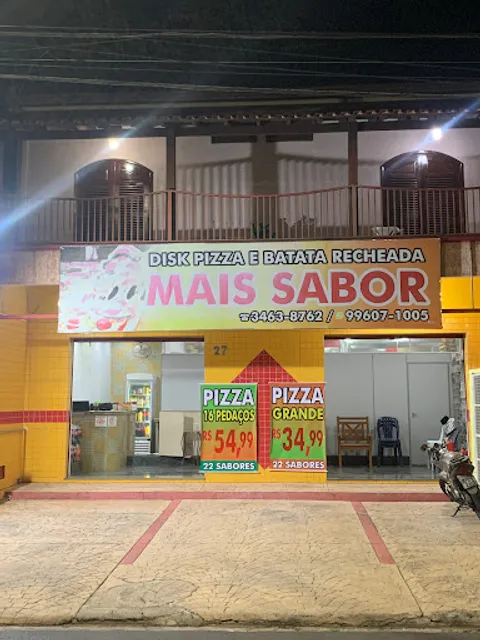 DISK PIZZA E BATATA RECHEADA
MAIS SABOR
☎3463-8762 / 99607-1005
27
PIZZA
16 PEDAÇOS
R$ 54,99
22 SABORES
PIZZA
GRANDE
R$ 34,99
22 SABORES